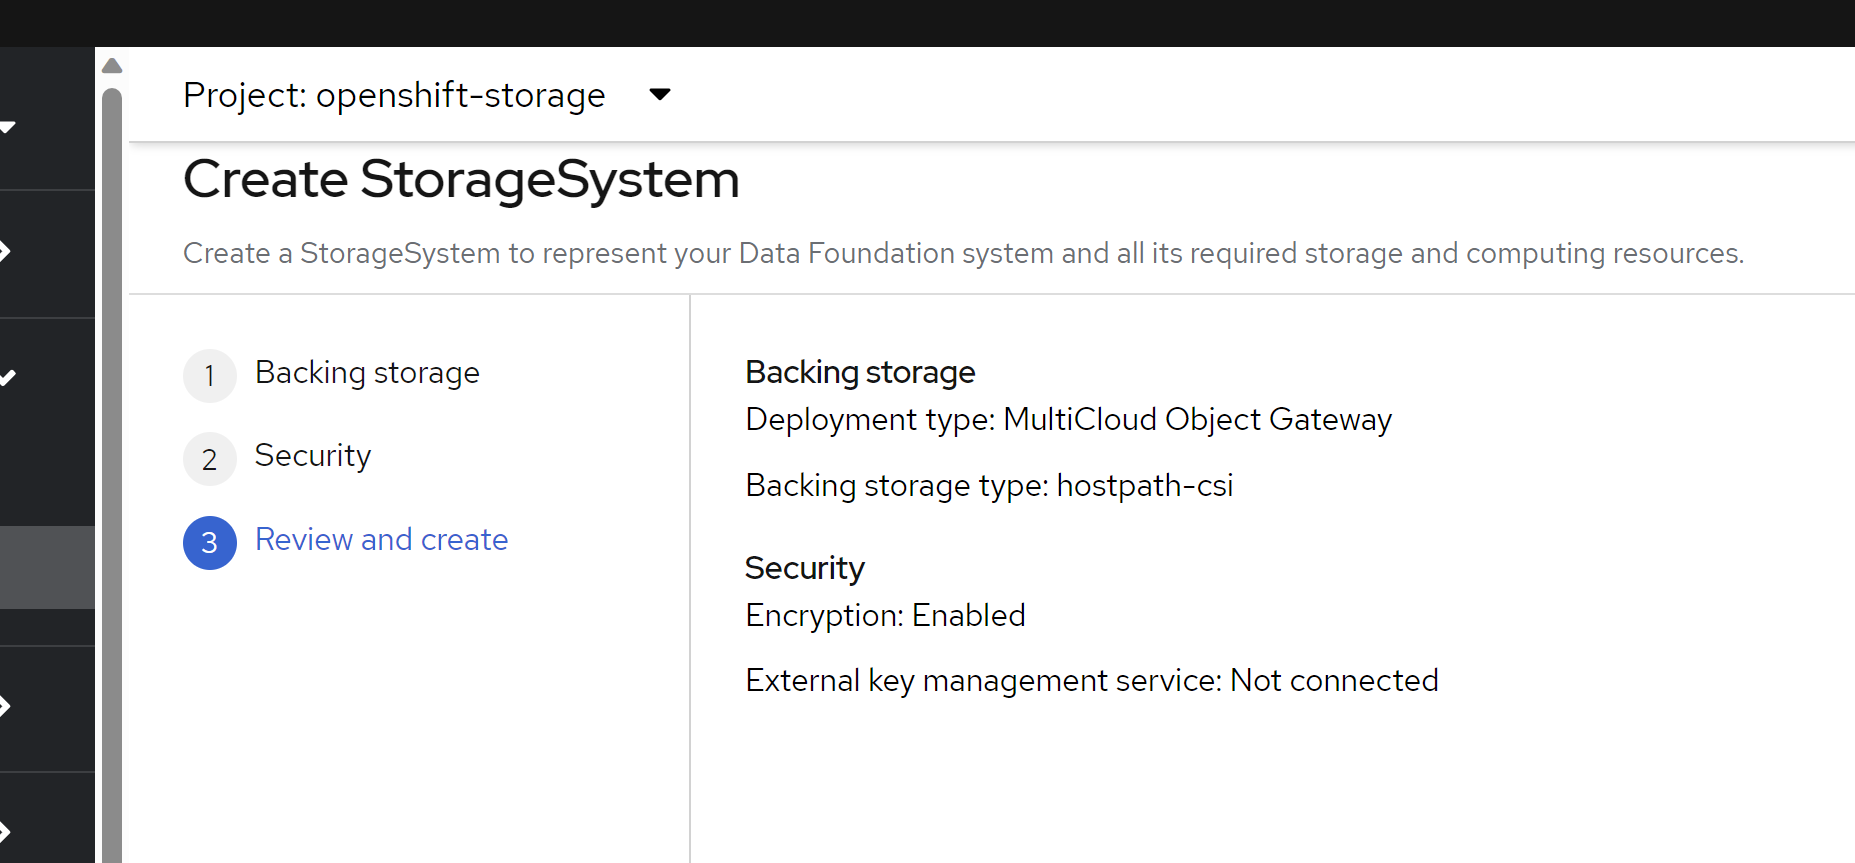 Project: openshift-storage
Create StorageSystem
Create a StorageSystem to represent your Data Foundation system and all its required storage and computing resources.
1 Backing storage
2 Security
3 Review and create
Backing storage
Deployment type: MultiCloud Object Gateway
Backing storage type: hostpath-csi
Security
Encryption: Enabled
External key management service: Not connected